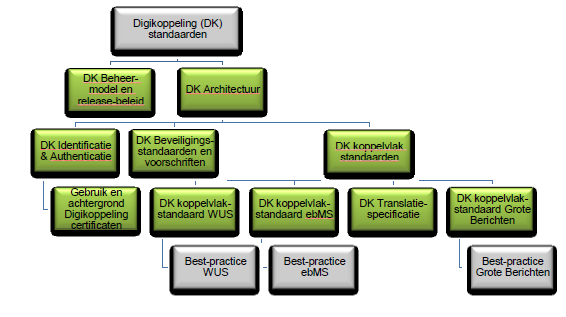 Digikoppeling (DK)
standaarden
DK Beheer-
model en
release-beleid
DK Architectuur
DK Identificatie
& Authenticatie
DK Beveiligings-
standaarden en
voorschriften
DK koppelvlak
standaarden
Gebruik en
achtergrond
Digikoppeling
certificaten
DK koppelvlak-
standaard WUS
DK koppelvlak-
standaard ebMS
DK Translatie-
specificatie
DK koppelvlak-
standaard Grote
Berichten
Best-practice
WUS
Best-practice
ebMS
Best-practice
Grote Berichten